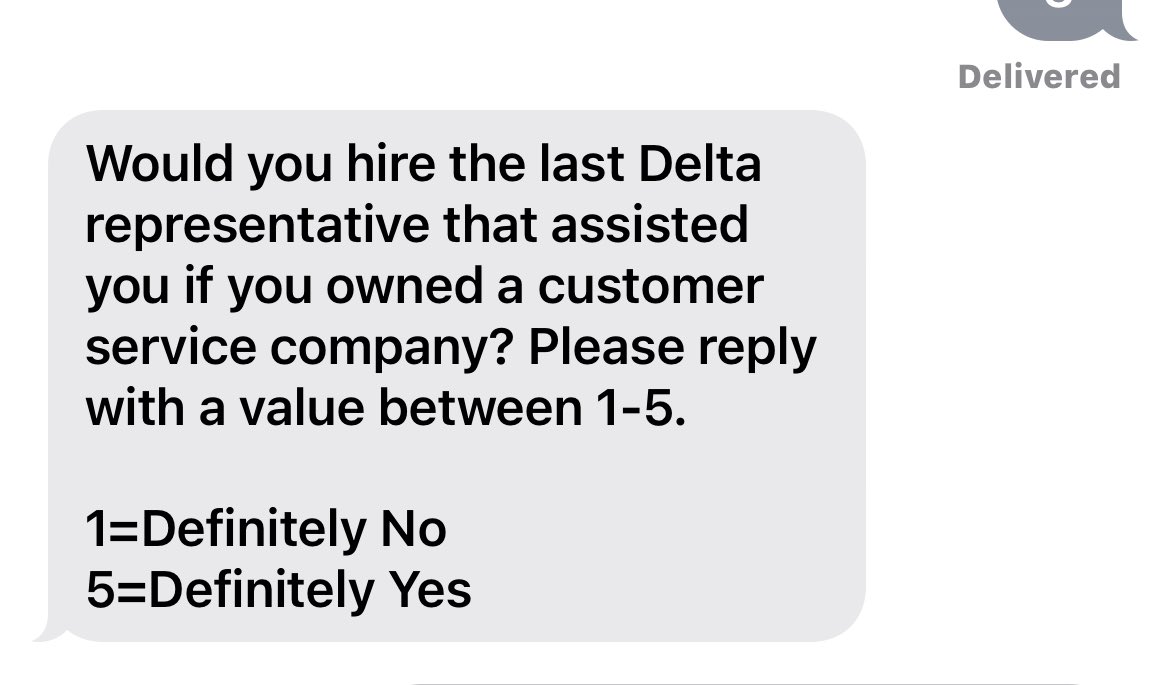 Delivered
Would you hire the last Delta
representative that assisted
you if you owned a customer
service company? Please reply
with a value between 1-5.
1=Definitely No
5=Definitely Yes